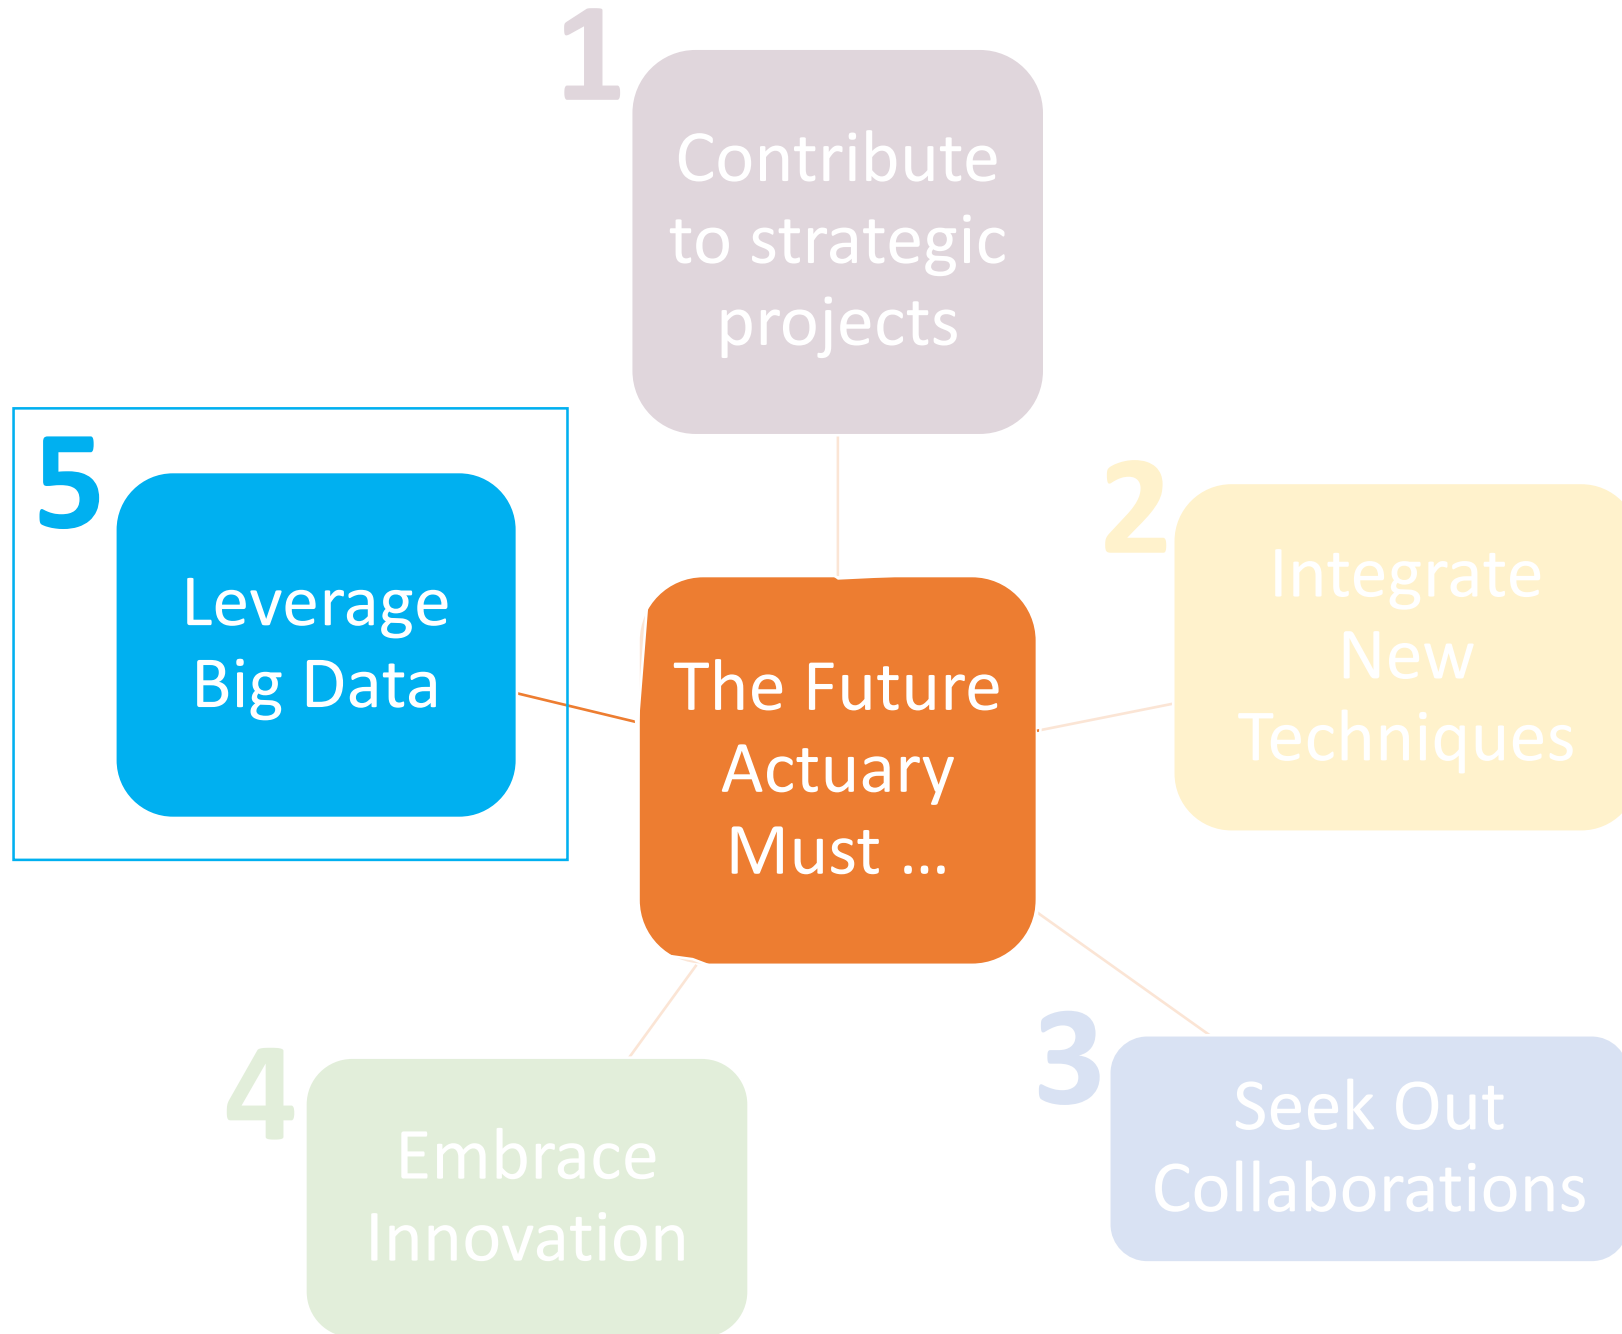 1
Contribute
to strategic
projects
2
Integrate
New
Techniques
3
Seek Out
Collaborations
4
Embrace
Innovation
5
Leverage
Big Data
The Future
Actuary
Must ...